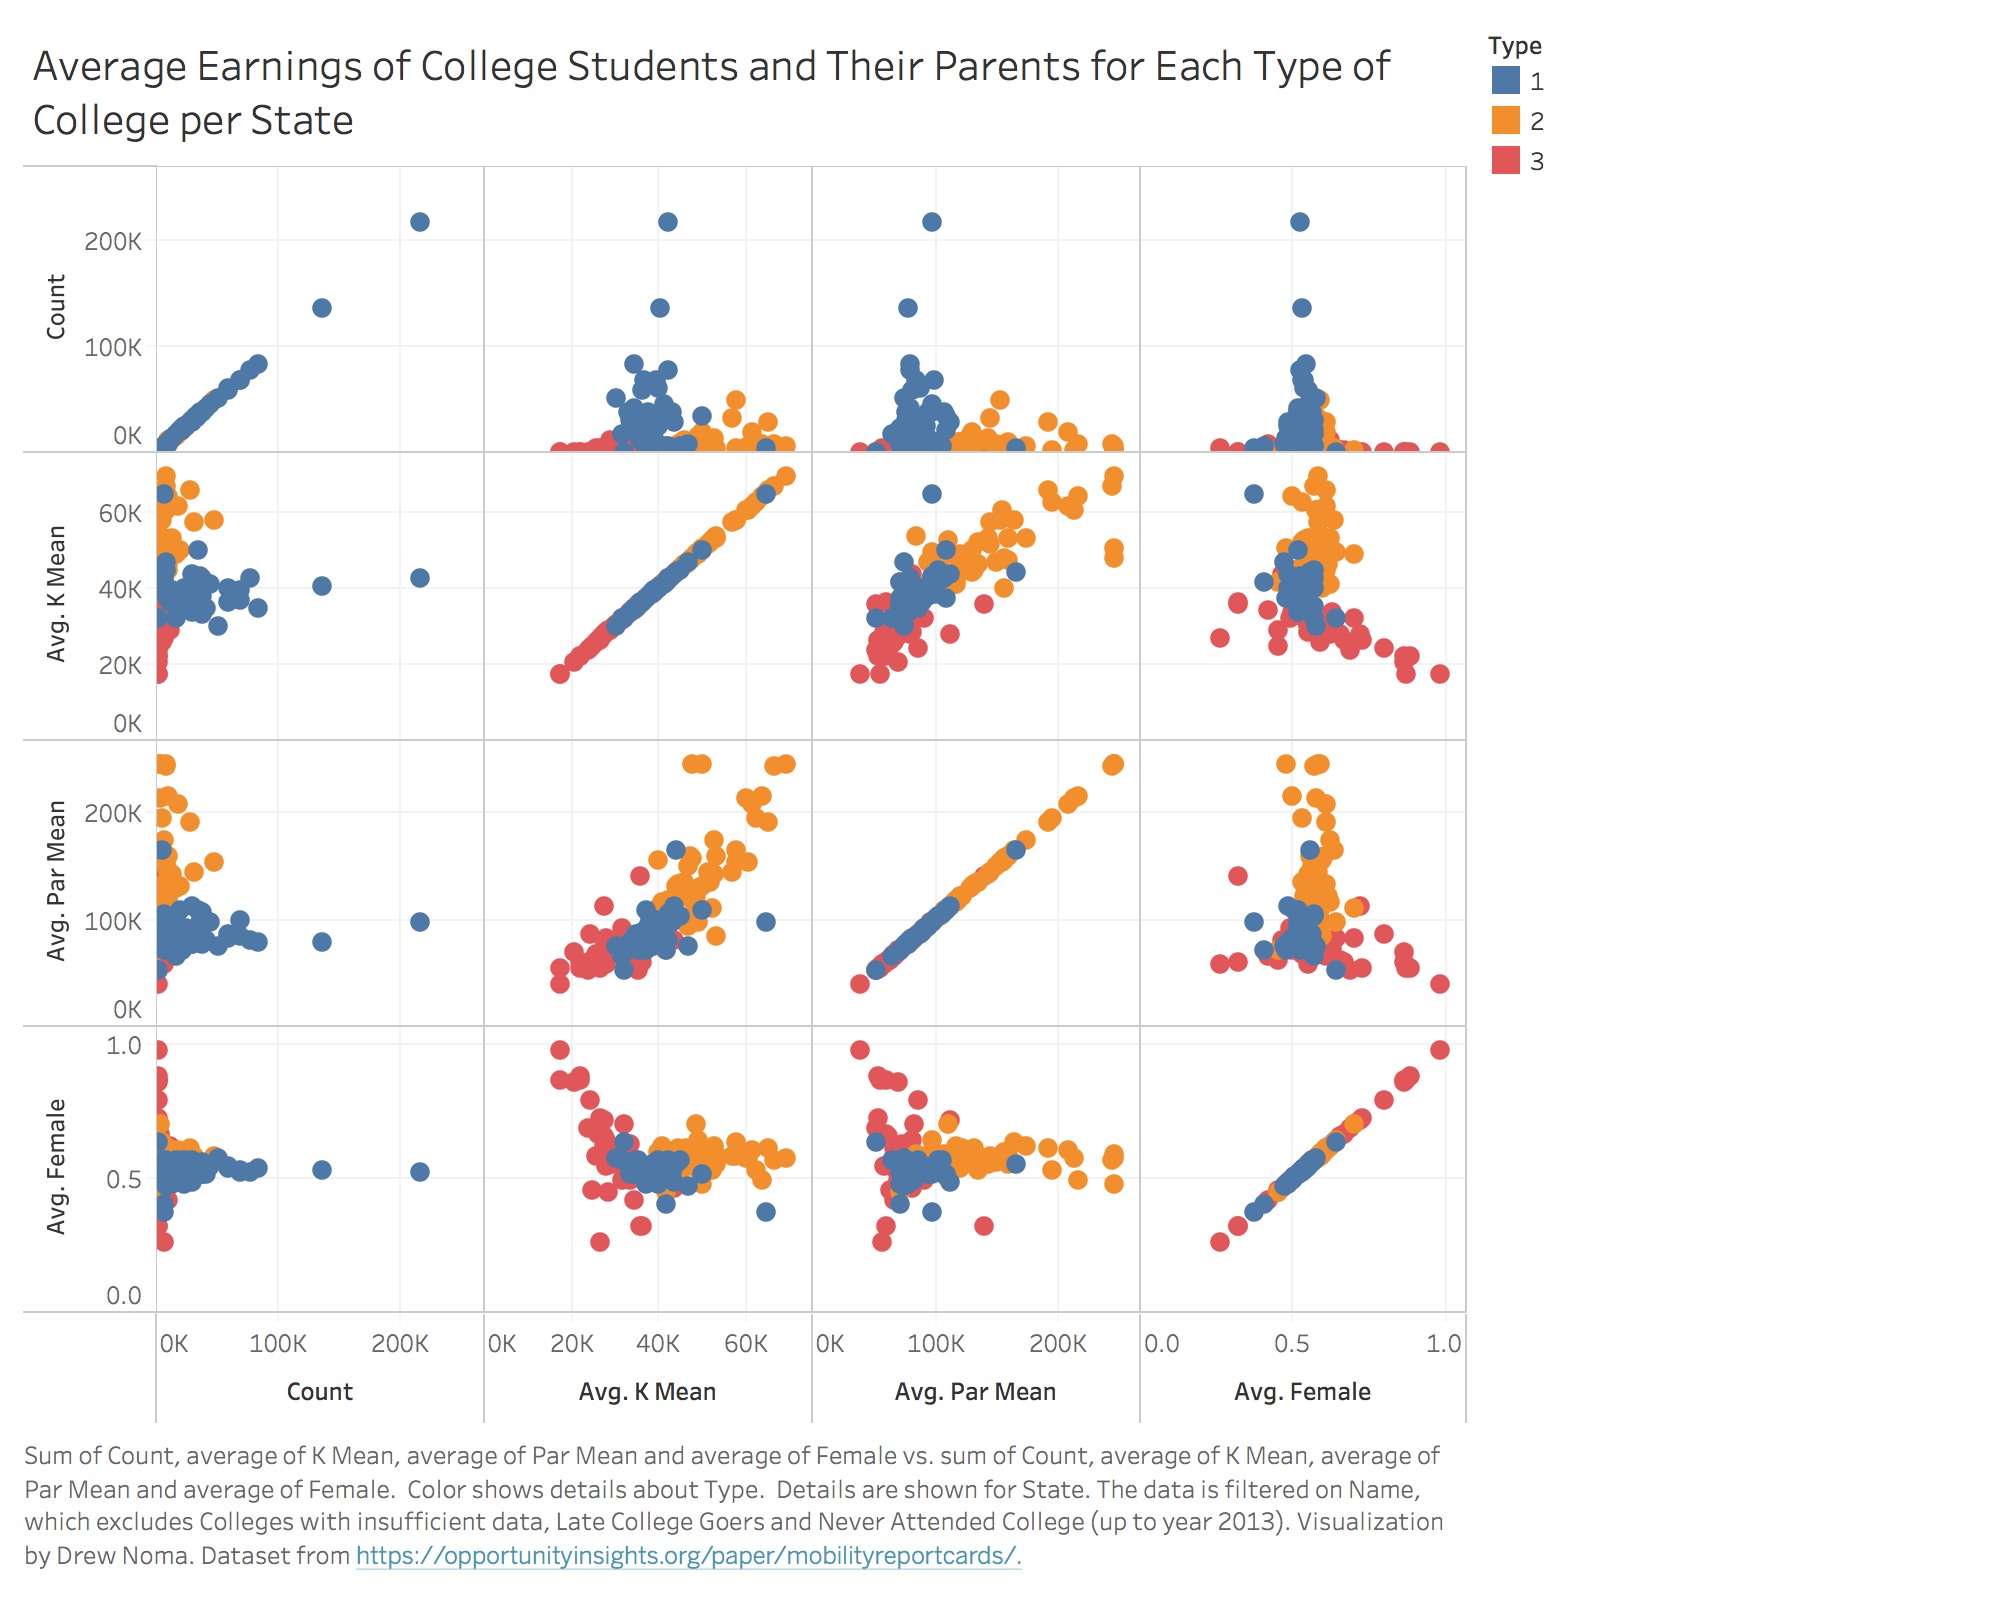 Average Earnings of College Students and Their Parents for Each Type of
College per State
Type
1
2
3
Count
200K
100K
0K
Avg. K Mean
60K
40K
20K
0K
Avg. Par Mean
200K
100K
0K
Avg. Female
1.0
0.5
0.0
0K 100K 200K 0K 20K 40K 60K 0K 100K 200K 0.0 0.5 1.0
Count Avg. K Mean Avg. Par Mean Avg. Female
Sum of Count, average of K Mean, average of Par Mean and average of Female vs. sum of Count, average of K Mean, average of
Par Mean and average of Female. Color shows details about Type. Details are shown for State. The data is filtered on Name,
which excludes Colleges with insufficient data, Late College Goers and Never Attended College (up to year 2013). Visualization
by Drew Noma. Dataset from https://opportunityinsights.org/paper/mobilityreportcards/.